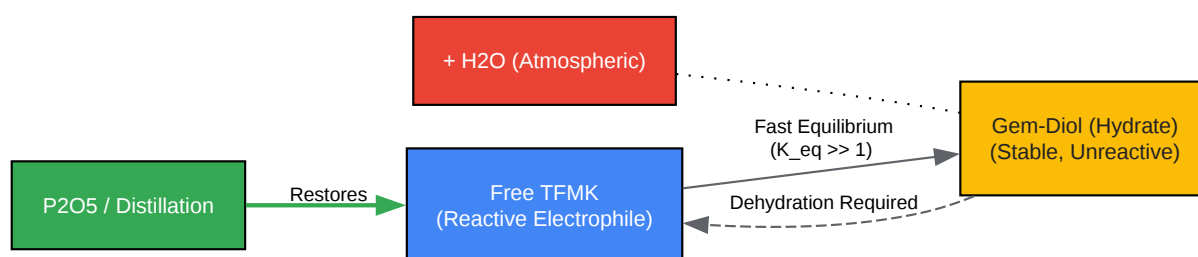 + H2O (Atmospheric)
Fast Equilibrium
(K_eq >> 1)
Gem-Diol (Hydrate)
(Stable, Unreactive)
P2O5 / Distillation
Restores
Free TFMK
(Reactive Electrophile)
Dehydration Required